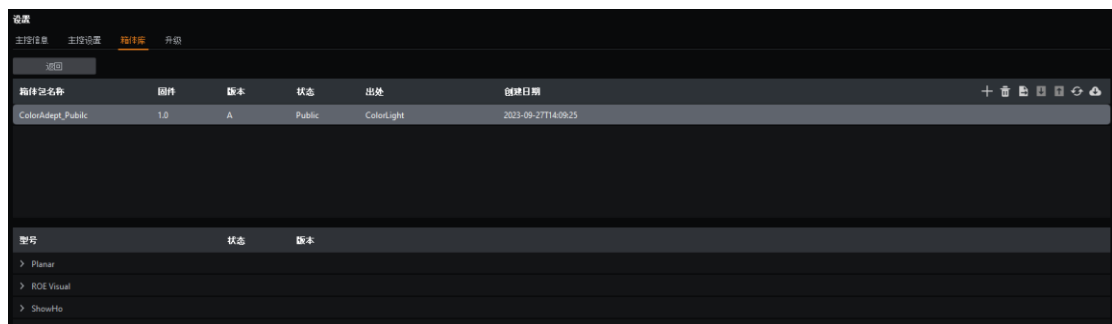 设置
主控信息 主控设置 箱体库 升级
返回
箱体包名称 固件 版本 状态 出处 创建日期
ColorAdept_Pubilc 1.0 A Public ColorLight 2023-09-27T14:09:25
型号 状态 版本
Planar
ROE Visual
ShowHo